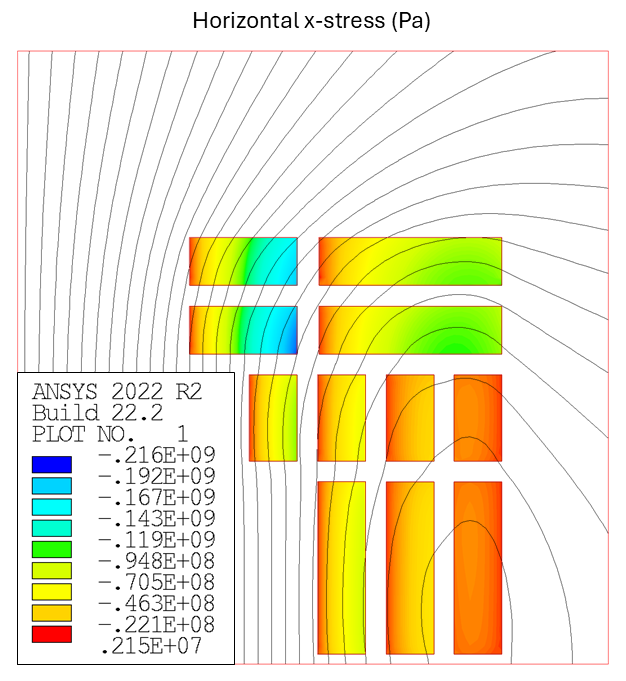 Horizontal x-stress (Pa)
ANSYS 2022 R2
Build 22.2
PLOT NO. 1
-.216E+09
-.192E+09
-.167E+09
-.143E+09
-.119E+09
-.948E+08
-.705E+08
-.463E+08
-.221E+08
.215E+07